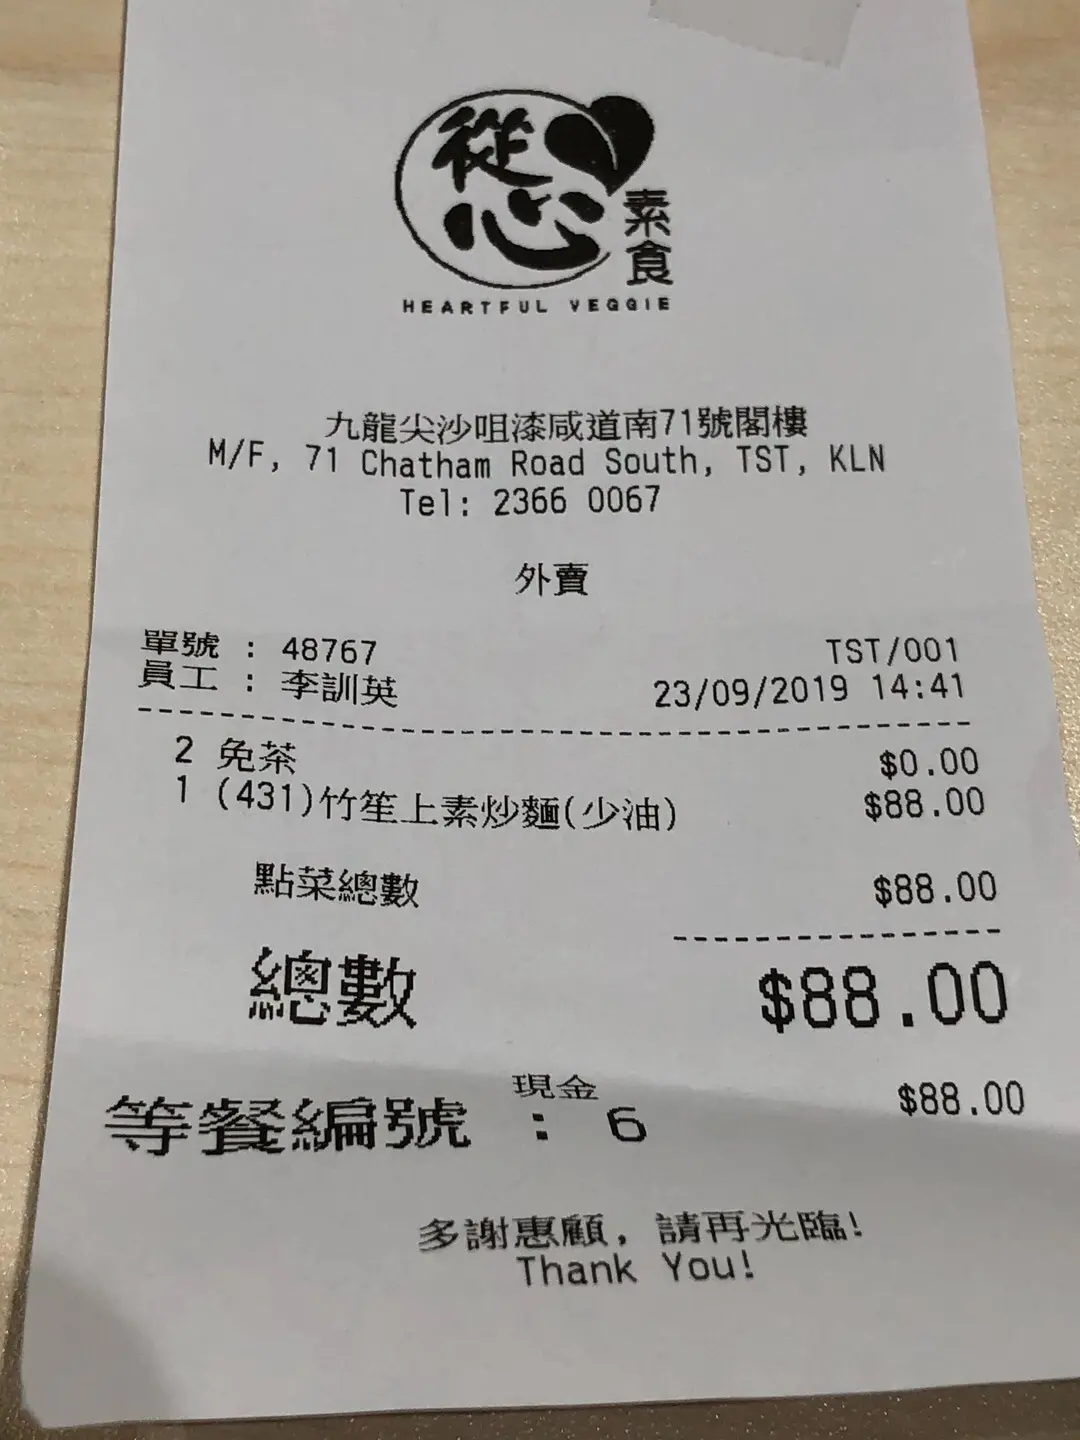 從心
素食
HEARTFUL VEGGIE
九龍尖沙咀漆咸道南71號閣樓
M/F, 71 Chatham Road South, TST, KLN
Tel: 2366 0067
外賣
單號 : 48767 TST/001
員工 : 李訓英 23/09/2019 14:41
2 免茶 $0.00
1 (431)竹笙上素炒麵(少油) $88.00
點菜總數 $88.00
總數 $88.00
現金 $88.00
等餐編號 : 6
多謝惠顧, 請再光臨!
Thank You!